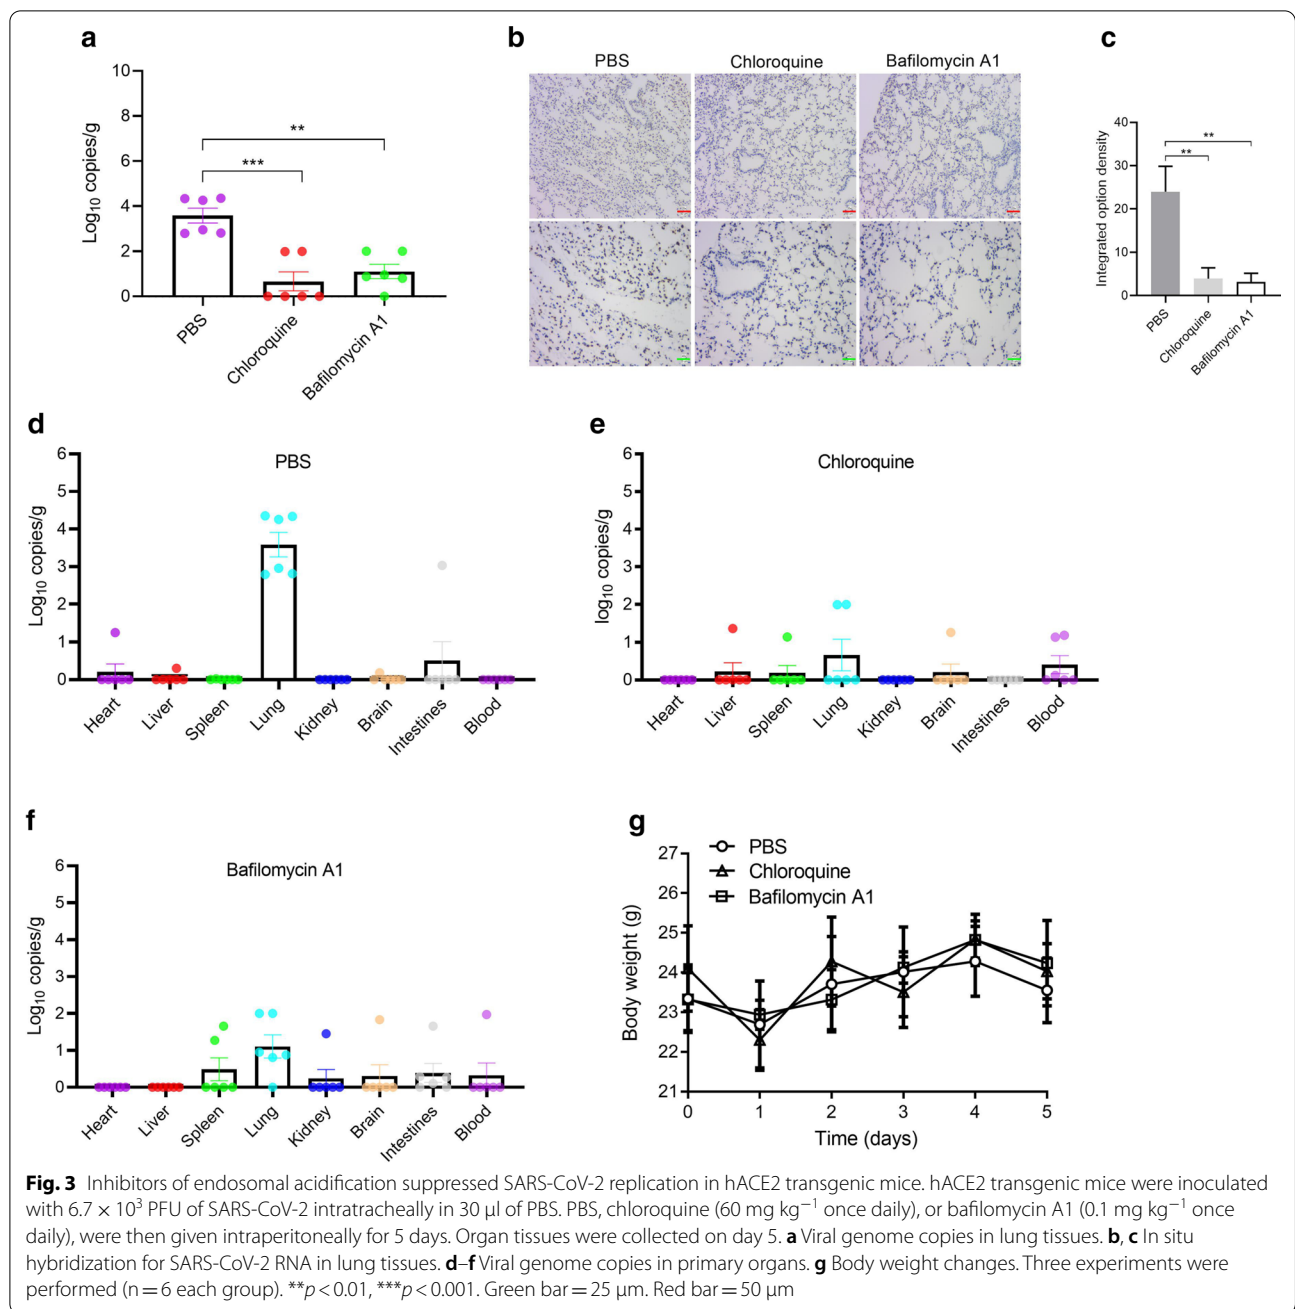 a
10
8
6
4
2
0
Log10 copies/g
**
***
PBS
Chloroquine
Bafilomycin A1
b
PBS Chloroquine Bafilomycin A1
c
40
30
20
10
0
Integrated option density
**
**
PBS
Chloroquine
Bafilomycin A1
d
PBS
6
5
4
3
2
1
0
Log10 copies/g
Heart Liver Spleen Lung Kidney Brain Intestines Blood
e
Chloroquine
6
5
4
3
2
1
0
log10 copies/g
Heart Liver Spleen Lung Kidney Brain Intestines Blood
f
Bafilomycin A1
6
5
4
3
2
1
0
Log10 copies/g
Heart Liver Spleen Lung Kidney Brain Intestines Blood
g
PBS
Chloroquine
Bafilomycin A1
27
26
25
24
23
22
21
Body weight (g)
0 1 2 3 4 5
Time (days)
Fig. 3 Inhibitors of endosomal acidification suppressed SARS-CoV-2 replication in hACE2 transgenic mice. hACE2 transgenic mice were inoculated
with 6.7 × 10³ PFU of SARS-CoV-2 intratracheally in 30 µl of PBS. PBS, chloroquine (60 mg kg⁻¹ once daily), or bafilomycin A1 (0.1 mg kg⁻¹ once
daily), were then given intraperitoneally for 5 days. Organ tissues were collected on day 5. a Viral genome copies in lung tissues. b, c In situ
hybridization for SARS-CoV-2 RNA in lung tissues. d–f Viral genome copies in primary organs. g Body weight changes. Three experiments were
performed (n = 6 each group). **p < 0.01, ***p < 0.001. Green bar = 25 µm. Red bar = 50 µm